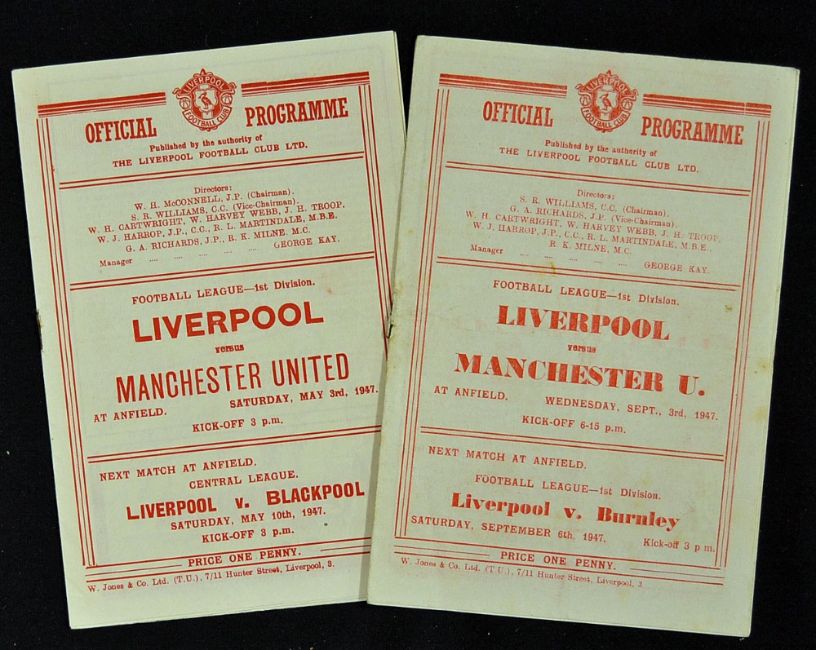 LIVERPOOL
FOOTBALL CLUB
OFFICIAL PROGRAMME
Published by the authority of
THE LIVERPOOL FOOTBALL CLUB LTD.
Directors:
W. H. McCONNELL, J.P. (Chairman).
S. R. WILLIAMS, C.C. (Vice-Chairman).
W. H. CARTWRIGHT, W. HARVEY WEBB, J. H. TROOP,
W. J. HARROP, J.P., C.C., R. L. MARTINDALE, M.B.E.
G. A. RICHARDS, J.P., R. K. MILNE, M.C.
Manager .... .... .... .... .... GEORGE KAY.
FOOTBALL LEAGUE—1st Division.
LIVERPOOL
versus
MANCHESTER UNITED
AT ANFIELD. SATURDAY, MAY 3rd, 1947.
KICK-OFF 3 p.m.
NEXT MATCH AT ANFIELD.
CENTRAL LEAGUE.
LIVERPOOL v. BLACKPOOL
SATURDAY, MAY 10th, 1947.
KICK-OFF 3 p.m.
PRICE ONE PENNY.
W. Jones & Co. Ltd. (T.U.), 7/11 Hunter Street, Liverpool, 3.
LIVERPOOL
FOOTBALL CLUB
OFFICIAL PROGRAMME
Published by the authority of
THE LIVERPOOL FOOTBALL CLUB LTD.
Directors:
S. R. WILLIAMS, C.C. (Chairman).
G. A. RICHARDS, J.P. (Vice-Chairman).
W. H. CARTWRIGHT, W. HARVEY WEBB, J. H. TROOP,
W. J. HARROP, J.P., C.C., R. L. MARTINDALE, M.B.E.,
R. K. MILNE, M.C.
Manager .... .... .... .... GEORGE KAY.
FOOTBALL LEAGUE—1st Division.
LIVERPOOL
versus
MANCHESTER U.
AT ANFIELD. WEDNESDAY, SEPT., 3rd, 1947.
KICK-OFF 6-15 p.m.
NEXT MATCH AT ANFIELD.
FOOTBALL LEAGUE—1st Division.
Liverpool v. Burnley
SATURDAY, SEPTEMBER 6th, 1947. Kick-off 3 p.m.
PRICE ONE PENNY.
W. Jones & Co. Ltd. (T.U.), 7/11 Hunter Street, Liverpool, 3